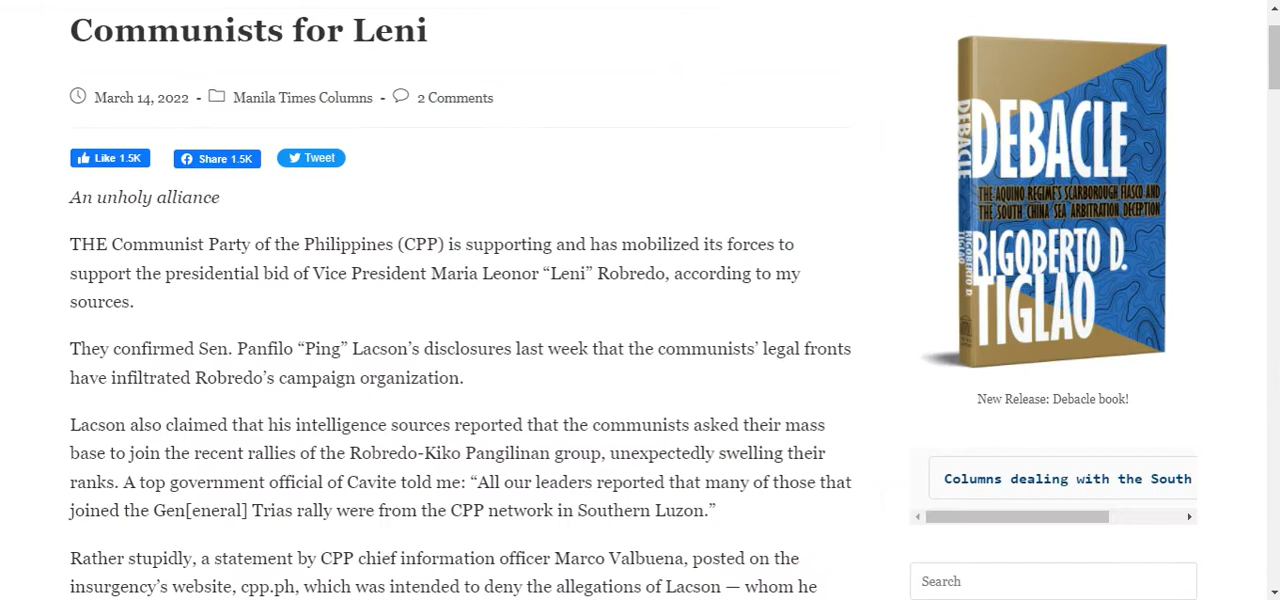 Communists for Leni
March 14, 2022 - Manila Times Columns - 2 Comments
Like 1.5K Share 1.5K Tweet
An unholy alliance
THE Communist Party of the Philippines (CPP) is supporting and has mobilized its forces to
support the presidential bid of Vice President Maria Leonor “Leni” Robredo, according to my
sources.
They confirmed Sen. Panfilo “Ping” Lacson’s disclosures last week that the communists’ legal fronts
have infiltrated Robredo’s campaign organization.
Lacson also claimed that his intelligence sources reported that the communists asked their mass
base to join the recent rallies of the Robredo-Kiko Pangilinan group, unexpectedly swelling their
ranks. A top government official of Cavite told me: “All our leaders reported that many of those that
joined the Gen[eneral] Trias rally were from the CPP network in Southern Luzon.”
Rather stupidly, a statement by CPP chief information officer Marco Valbuena, posted on the
insurgency’s website, cpp.ph, which was intended to deny the allegations of Lacson — whom he
DEBACLE
DEBACLE
THE AQUINO REGIME'S SCARBOROUGH FIASCO AND
THE SOUTH CHINA SEA ARBITRATION DECEPTION
RIGOBERTO D.
TIGLAO
RIGOBERTO D.
TIGLAO
New Release: Debacle book!
Columns dealing with the South
Search